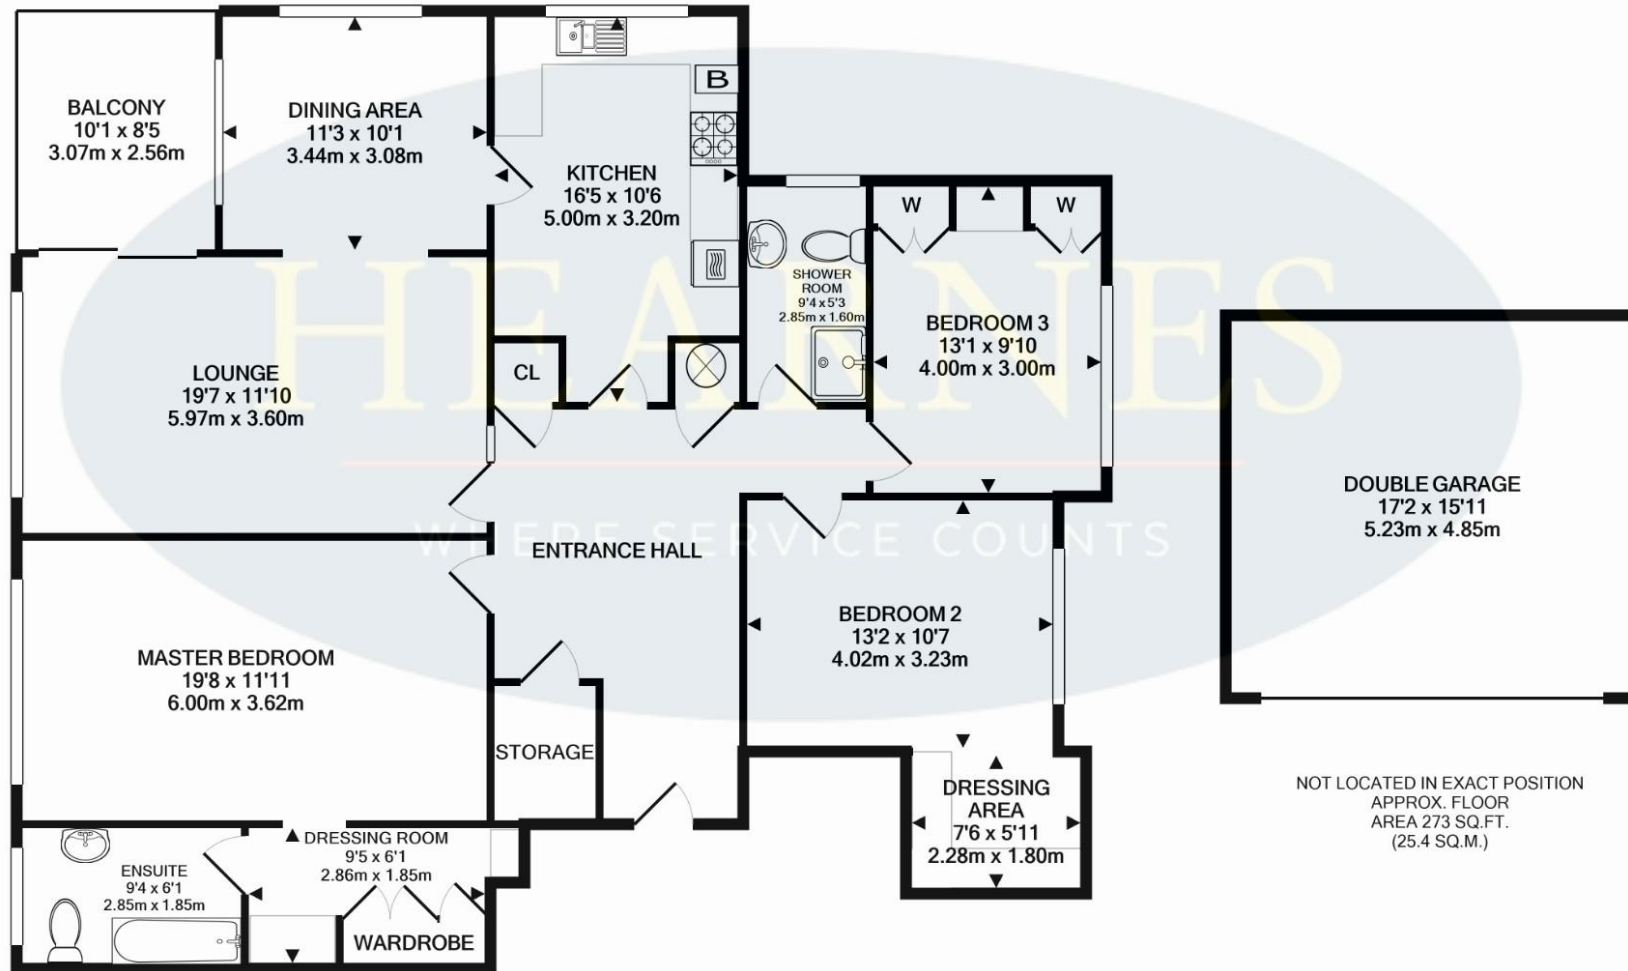 BALCONY
10'1 x 8'5
3.07m x 2.56m
DINING AREA
11'3 x 10'1
3.44m x 3.08m
KITCHEN
16'5 x 10'6
5.00m x 3.20m
B
SHOWER
ROOM
9'4 x 5'3
2.85m x 1.60m
W
W
BEDROOM 3
13'1 x 9'10
4.00m x 3.00m
LOUNGE
19'7 x 11'10
5.97m x 3.60m
CL
HEARNES
WHERE SERVICE COUNTS
DOUBLE GARAGE
17'2 x 15'11
5.23m x 4.85m
ENTRANCE HALL
BEDROOM 2
13'2 x 10'7
4.02m x 3.23m
MASTER BEDROOM
19'8 x 11'11
6.00m x 3.62m
STORAGE
DRESSING
AREA
7'6 x 5'11
2.28m x 1.80m
NOT LOCATED IN EXACT POSITION
APPROX. FLOOR
AREA 273 SQ.FT.
(25.4 SQ.M.)
DRESSING ROOM
9'5 x 6'1
2.86m x 1.85m
ENSUITE
9'4 x 6'1
2.85m x 1.85m
WARDROBE